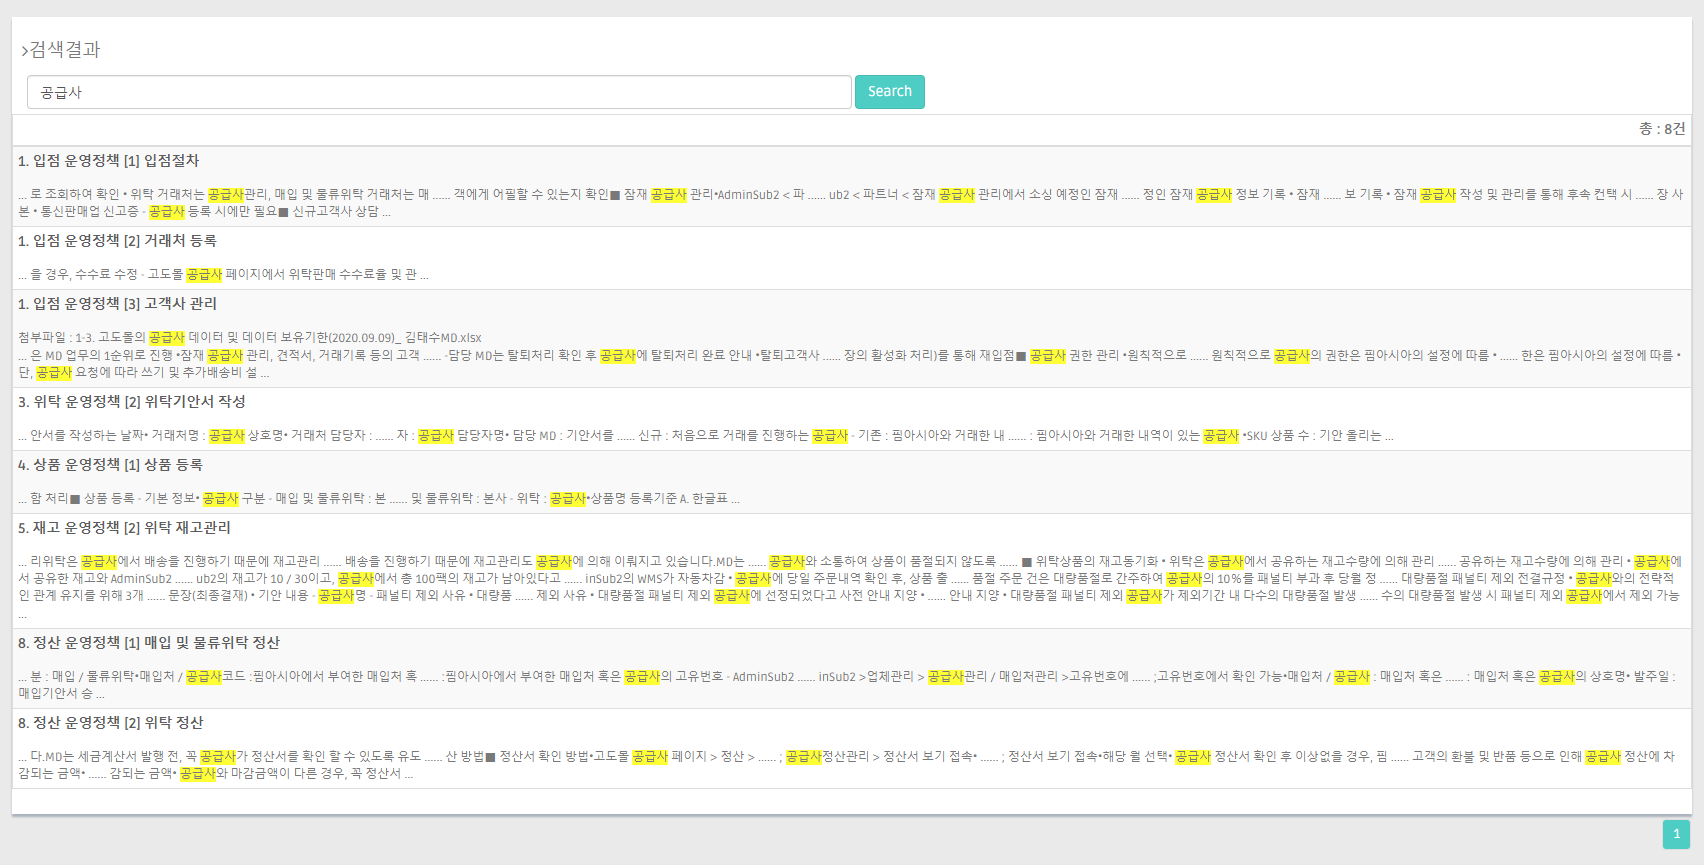 >검색결과
공급사
Search
총 : 8건
1. 입점 운영정책 [1] 입점절차
... 로 조회하여 확인 • 위탁 거래처는 공급사관리, 매입 및 물류위탁 거래처는 매 ...... 객에게 어필할 수 있는지 확인■ 잠재 공급사 관리•AdminSub2 < 파 ...... ub2 < 파트너 < 잠재 공급사 관리에서 소싱 예정인 잠재 ...... 정인 잠재 공급사 정보 기록 • 잠재 ...... 보 기록 • 잠재 공급사 작성 및 관리를 통해 후속 컨택 시 ...... 장 사
본 • 통신판매업 신고증 - 공급사 등록 시에만 필요■ 신규고객사 상담 ...
1. 입점 운영정책 [2] 거래처 등록
... 을 경우, 수수료 수정 - 고도몰 공급사 페이지에서 위탁판매 수수료율 및 관 ...
1. 입점 운영정책 [3] 고객사 관리
첨부파일 : 1-3. 고도몰의 공급사 데이터 및 데이터 보유기한(2020.09.09)_ 김태수MD.xlsx
... 은 MD 업무의 1순위로 진행 •잠재 공급사 관리, 견적서, 거래기록 등의 고객 ...... -담당 MD는 탈퇴처리 확인 후 공급사에 탈퇴처리 완료 안내 •탈퇴고객사 ...... 장의 활성화 처리)를 통해 재입점■ 공급사 권한 관리 •원칙적으로 ...... 원칙적으로 공급사의 권한은 핌아시아의 설정에 따름 • ...... 한은 핌아시아의 설정에 따름 •
단, 공급사 요청에 따라 쓰기 및 추가배송비 설 ...
3. 위탁 운영정책 [2] 위탁기안서 작성
... 안서를 작성하는 날짜• 거래처명 : 공급사 상호명• 거래처 담당자 : ...... 자 : 공급사 담당자명• 담당 MD : 기안서를 ...... 신규 : 처음으로 거래를 진행하는 공급사 - 기존 : 핌아시아와 거래한 내 ...... : 핌아시아와 거래한 내역이 있는 공급사 •SKU 상품 수 : 기안 올리는 ...
4. 상품 운영정책 [1] 상품 등록
... 함 처리■ 상품 등록 - 기본 정보• 공급사 구분 - 매입 및 물류위탁 : 본 ...... 및 물류위탁 : 본사 - 위탁 : 공급사•상품명 등록기준 A. 한글표 ...
5. 재고 운영정책 [2] 위탁 재고관리
... 리위탁은 공급사에서 배송을 진행하기 때문에 재고관리 ...... 배송을 진행하기 때문에 재고관리도 공급사에 의해 이뤄지고 있습니다.MD는 ...... 공급사와 소통하여 상품이 품절되지 않도록 ...... ■ 위탁상품의 재고동기화 • 위탁은 공급사에서 공유하는 재고수량에 의해 관리 ...... 공유하는 재고수량에 의해 관리 • 공급사에
서 공유한 재고와 AdminSub2 ...... ub2의 재고가 10 / 30이고, 공급사에서 총 100팩의 재고가 남아있다고 ...... inSub2의 WMS가 자동차감 • 공급사에 당일 주문내역 확인 후, 상품 출 ...... 품절 주문 건은 대량품절로 간주하여 공급사의 10%를 패널티 부과 후 당월 정 ...... 대량품절 패널티 제외 전결규정 • 공급사와의 전략적
인 관계 유지를 위해 3개 ...... 문장(최종결재) • 기안 내용 - 공급사명 - 패널티 제외 사유 • 대량품 ...... 제외 사유 • 대량품절 패널티 제외 공급사에 선정되었다고 사전 안내 지양 • ...... 안내 지양 • 대량품절 패널티 제외 공급사가 제외기간 내 다수의 대량품절 발생 ...... 수의 대량품절 발생 시 패널티 제외 공급사에서 제외 가능
...
8. 정산 운영정책 [1] 매입 및 물류위탁 정산
... 분 : 매입 / 물류위탁•매입처 / 공급사코드 :핌아시아에서 부여한 매입처 혹 ...... :핌아시아에서 부여한 매입처 혹은 공급사의 고유번호 - AdminSub2 ...... inSub2 >업체관리 > 공급사관리 / 매입처관리 >고유번호에 ...... ;고유번호에서 확인 가능•매입처 / 공급사 : 매입처 혹은 ...... : 매입처 혹은 공급사의 상호명• 발주일 :
매입기안서 승 ...
8. 정산 운영정책 [2] 위탁 정산
... 다.MD는 세금계산서 발행 전, 꼭 공급사가 정산서를 확인 할 수 있도록 유도 ...... 산 방법■ 정산서 확인 방법•고도몰 공급사 페이지 > 정산 > ...... ; 공급사정산관리 > 정산서 보기 접속• ...... ; 정산서 보기 접속•해당 월 선택• 공급사 정산서 확인 후 이상없을 경우, 핌 ...... 고객의 환불 및 반품 등으로 인해 공급사 정산에 차
감되는 금액• ...... 감되는 금액• 공급사와 마감금액이 다른 경우, 꼭 정산서 ...
1